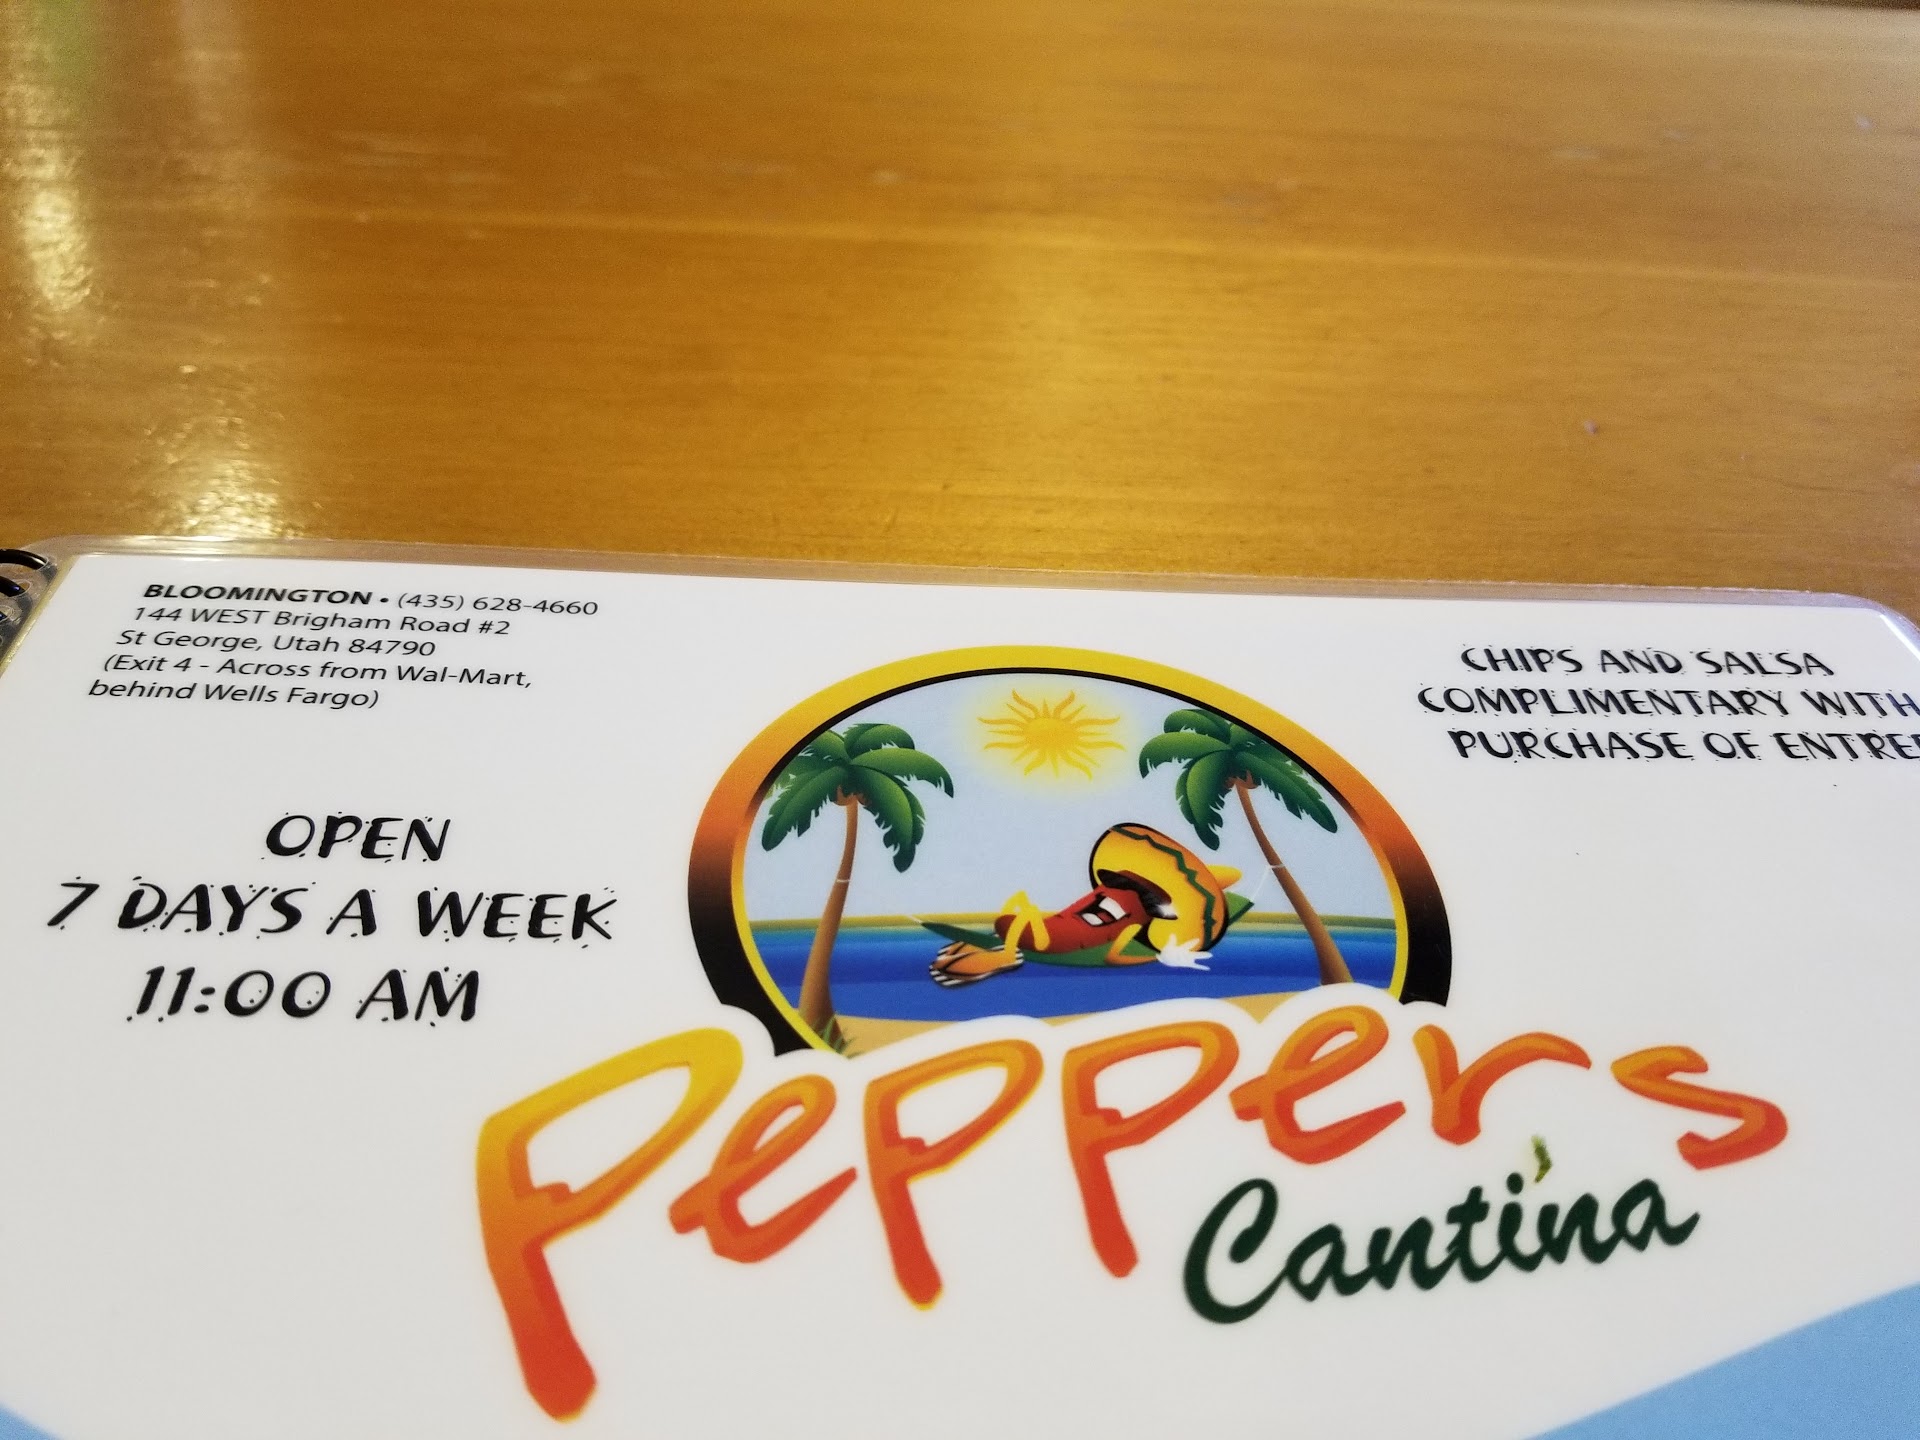 BLOOMINGTON • (435) 628-4660
144 WEST Brigham Road #2
St George, Utah 84790
(Exit 4 - Across from Wal-Mart,
behind Wells Fargo)
OPEN
7 DAYS A WEEK
11:00 AM
CHIPS AND SALSA
COMPLIMENTARY WITH
PURCHASE OF ENTREE
Peppers
Cantina